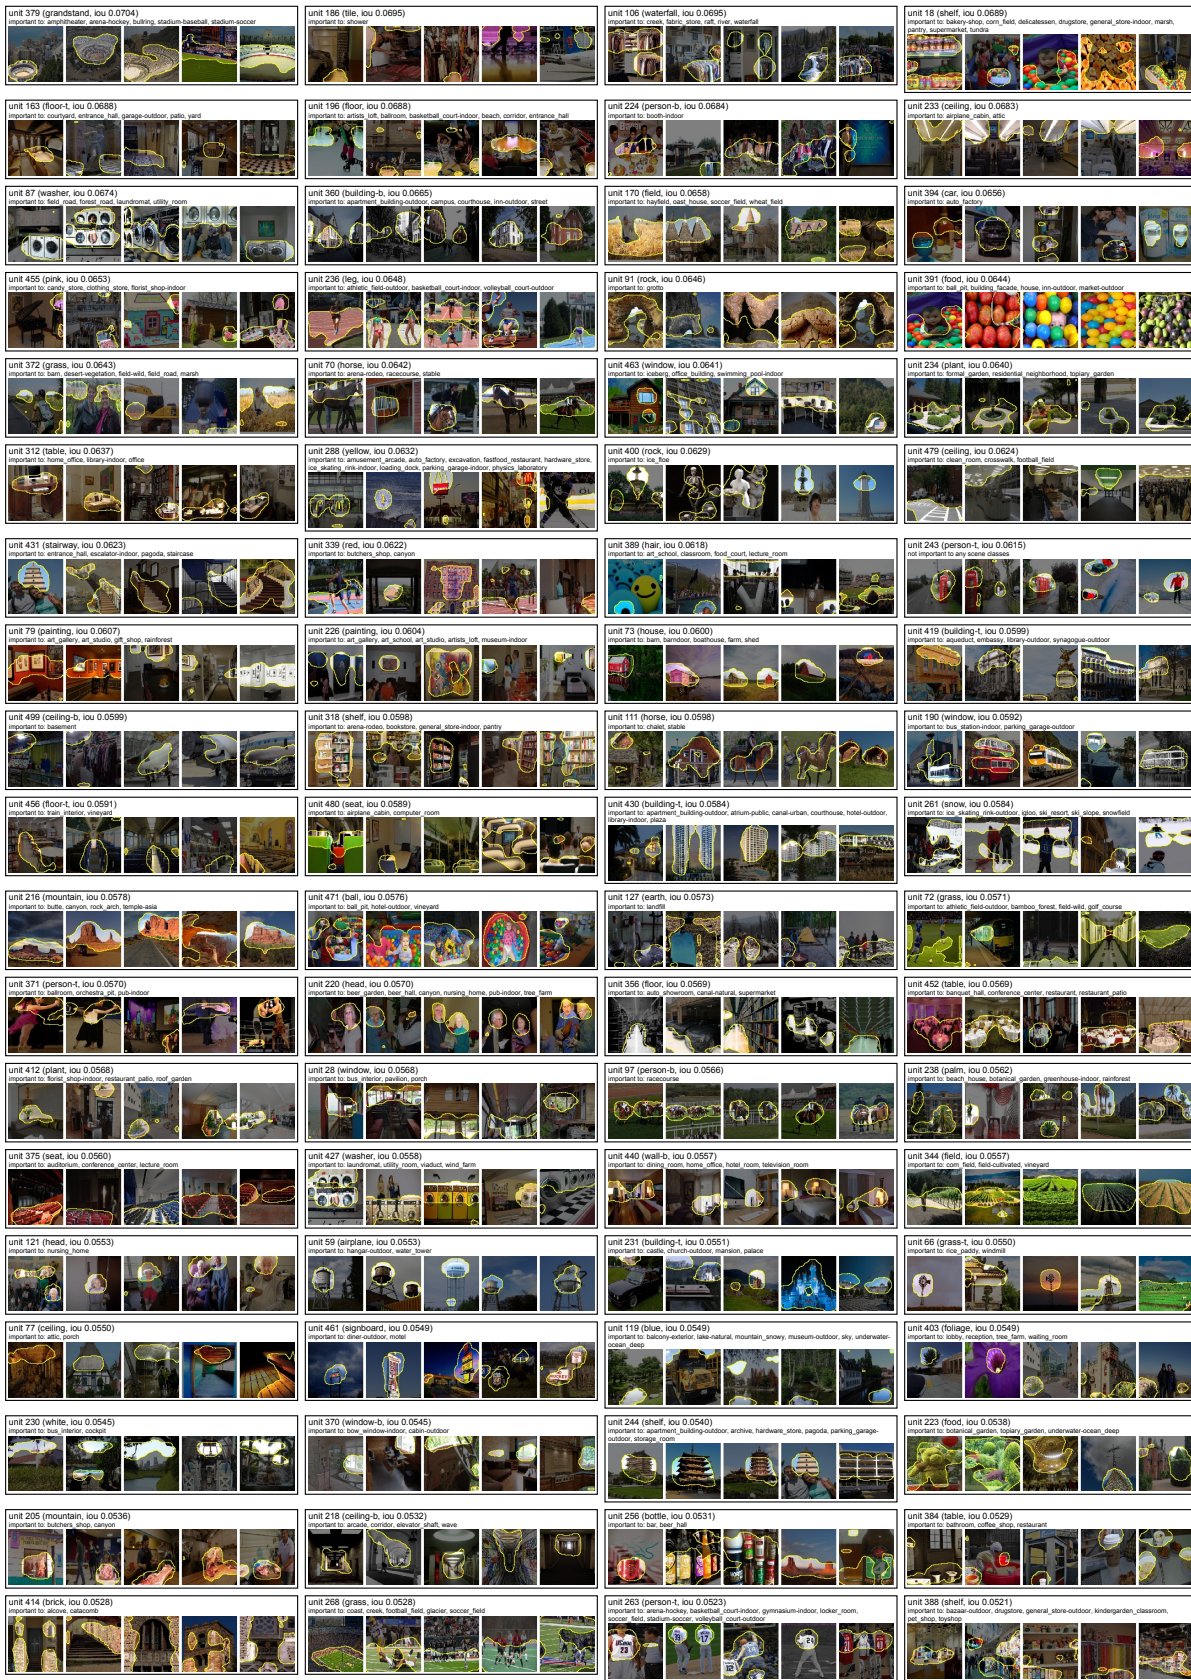 unit 379 (grandstand, iou 0.0704)
important to: amphitheater, arena-hockey, bullring, stadium-baseball, stadium-soccer
unit 186 (tile, iou 0.0695)
important to: shower
unit 106 (waterfall, iou 0.0695)
important to: creek, fabric_store, raft, river, waterfall
unit 18 (shelf, iou 0.0689)
important to: bakery-shop, corn_field, delicatessen, drugstore, general_store-indoor, marsh,
pantry, supermarket, tundra
unit 163 (floor-t, iou 0.0688)
important to: courtyard, entrance_hall, garage-outdoor, patio, yard
unit 196 (floor, iou 0.0688)
important to: artists_loft, ballroom, basketball_court-indoor, beach, corridor, entrance_hall
unit 224 (person-b, iou 0.0684)
important to: booth-indoor
unit 233 (ceiling, iou 0.0683)
important to: airplane_cabin, attic
unit 87 (washer, iou 0.0674)
important to: field_road, forest_road, laundromat, utility_room
unit 360 (building-b, iou 0.0665)
important to: apartment_building-outdoor, campus, courthouse, inn-outdoor, street
unit 170 (field, iou 0.0658)
important to: hayfield, oast_house, soccer_field, wheat_field
unit 394 (car, iou 0.0656)
important to: auto_factory
unit 455 (pink, iou 0.0653)
important to: candy_store, clothing_store, florist_shop-indoor
unit 236 (leg, iou 0.0648)
important to: athletic_field-outdoor, basketball_court-indoor, volleyball_court-outdoor
unit 91 (rock, iou 0.0646)
important to: grotto
unit 391 (food, iou 0.0644)
important to: ball_pit, building_facade, house, inn-outdoor, market-outdoor
unit 372 (grass, iou 0.0643)
important to: barn, desert-vegetation, field-wild, field_road, marsh
unit 70 (horse, iou 0.0642)
important to: arena-rodeo, racecourse, stable
unit 463 (window, iou 0.0641)
important to: iceberg, office_building, swimming_pool-indoor
unit 234 (plant, iou 0.0640)
important to: formal_garden, residential_neighborhood, topiary_garden
unit 312 (table, iou 0.0637)
important to: home_office, library-indoor, office
unit 288 (yellow, iou 0.0632)
important to: amusement_arcade, auto_factory, excavation, fastfood_restaurant, hardware_store,
ice_skating_rink-indoor, loading_dock, parking_garage-indoor, physics_laboratory
unit 400 (rock, iou 0.0629)
important to: ice_floe
unit 479 (ceiling, iou 0.0624)
important to: clean_room, crosswalk, football_field
unit 431 (stairway, iou 0.0623)
important to: entrance_hall, escalator-indoor, pagoda, staircase
unit 339 (red, iou 0.0622)
important to: butchers_shop, canyon
unit 389 (hair, iou 0.0618)
important to: art_school, classroom, food_court, lecture_room
unit 243 (person-t, iou 0.0615)
not important to any scene classes
unit 79 (painting, iou 0.0607)
important to: art_gallery, art_studio, gift_shop, rainforest
unit 226 (painting, iou 0.0604)
important to: art_gallery, art_school, art_studio, artists_loft, museum-indoor
unit 73 (house, iou 0.0600)
important to: barn, barndoor, boathouse, farm, shed
unit 419 (building-t, iou 0.0599)
important to: aqueduct, embassy, library-outdoor, synagogue-outdoor
unit 499 (ceiling-b, iou 0.0599)
important to: basement
unit 318 (shelf, iou 0.0598)
important to: arena-rodeo, bookstore, general_store-indoor, pantry
unit 111 (horse, iou 0.0598)
important to: chalet, stable
unit 190 (window, iou 0.0592)
important to: bus_station-indoor, parking_garage-outdoor
unit 456 (floor-t, iou 0.0591)
important to: train_interior, vineyard
unit 480 (seat, iou 0.0589)
important to: airplane_cabin, computer_room
unit 430 (building-t, iou 0.0584)
important to: apartment_building-outdoor, atrium-public, canal-urban, courthouse, hotel-outdoor,
library-indoor, plaza
unit 261 (snow, iou 0.0584)
important to: ice_skating_rink-outdoor, igloo, ski_resort, ski_slope, snowfield
unit 216 (mountain, iou 0.0578)
important to: butte, canyon, rock_arch, temple-asia
unit 471 (ball, iou 0.0576)
important to: ball_pit, hotel-outdoor, vineyard
unit 127 (earth, iou 0.0573)
important to: landfill
unit 72 (grass, iou 0.0571)
important to: athletic_field-outdoor, bamboo_forest, field-wild, golf_course
unit 371 (person-t, iou 0.0570)
important to: ballroom, orchestra_pit, pub-indoor
unit 220 (head, iou 0.0570)
important to: beer_garden, beer_hall, canyon, nursing_home, pub-indoor, tree_farm
unit 356 (floor, iou 0.0569)
important to: auto_showroom, canal-natural, supermarket
unit 452 (table, iou 0.0569)
important to: banquet_hall, conference_center, restaurant, restaurant_patio
unit 412 (plant, iou 0.0568)
important to: florist_shop-indoor, restaurant_patio, roof_garden
unit 28 (window, iou 0.0568)
important to: bus_interior, pavilion, porch
unit 97 (person-b, iou 0.0566)
important to: racecourse
unit 238 (palm, iou 0.0562)
important to: beach_house, botanical_garden, greenhouse-indoor, rainforest
unit 375 (seat, iou 0.0560)
important to: auditorium, conference_center, lecture_room
unit 427 (washer, iou 0.0558)
important to: laundromat, utility_room, viaduct, wind_farm
unit 440 (wall-b, iou 0.0557)
important to: dining_room, home_office, hotel_room, television_room
unit 344 (field, iou 0.0557)
important to: corn_field, field-cultivated, vineyard
unit 121 (head, iou 0.0553)
important to: nursing_home
unit 59 (airplane, iou 0.0553)
important to: hangar-outdoor, water_tower
unit 231 (building-t, iou 0.0551)
important to: castle, church-outdoor, mansion, palace
unit 66 (grass-t, iou 0.0550)
important to: rice_paddy, windmill
unit 77 (ceiling, iou 0.0550)
important to: attic, porch
unit 461 (signboard, iou 0.0549)
important to: diner-outdoor, motel
unit 119 (blue, iou 0.0549)
important to: balcony-exterior, lake-natural, mountain_snowy, museum-outdoor, sky, underwater-
ocean_deep
unit 403 (foliage, iou 0.0549)
important to: lobby, reception, tree_farm, waiting_room
unit 230 (white, iou 0.0545)
important to: bus_interior, cockpit
unit 370 (window-b, iou 0.0545)
important to: bow_window-indoor, cabin-outdoor
unit 244 (shelf, iou 0.0540)
important to: apartment_building-outdoor, archive, hardware_store, pagoda, parking_garage-
outdoor, storage_room
unit 223 (food, iou 0.0538)
important to: botanical_garden, topiary_garden, underwater-ocean_deep
unit 205 (mountain, iou 0.0536)
important to: butchers_shop, canyon
unit 218 (ceiling-b, iou 0.0532)
important to: arcade, corridor, elevator_shaft, wave
unit 256 (bottle, iou 0.0531)
important to: bar, beer_hall
unit 384 (table, iou 0.0529)
important to: bathroom, coffee_shop, restaurant
unit 414 (brick, iou 0.0528)
important to: alcove, catacomb
unit 268 (grass, iou 0.0528)
important to: coast, creek, football_field, glacier, soccer_field
unit 263 (person-t, iou 0.0523)
important to: arena-hockey, basketball_court-indoor, gymnasium-indoor, locker_room,
soccer_field, stadium-soccer, volleyball_court-outdoor
unit 388 (shelf, iou 0.0521)
important to: bazaar-outdoor, drugstore, general_store-outdoor, kindergarden_classroom,
pet_shop, toyshop